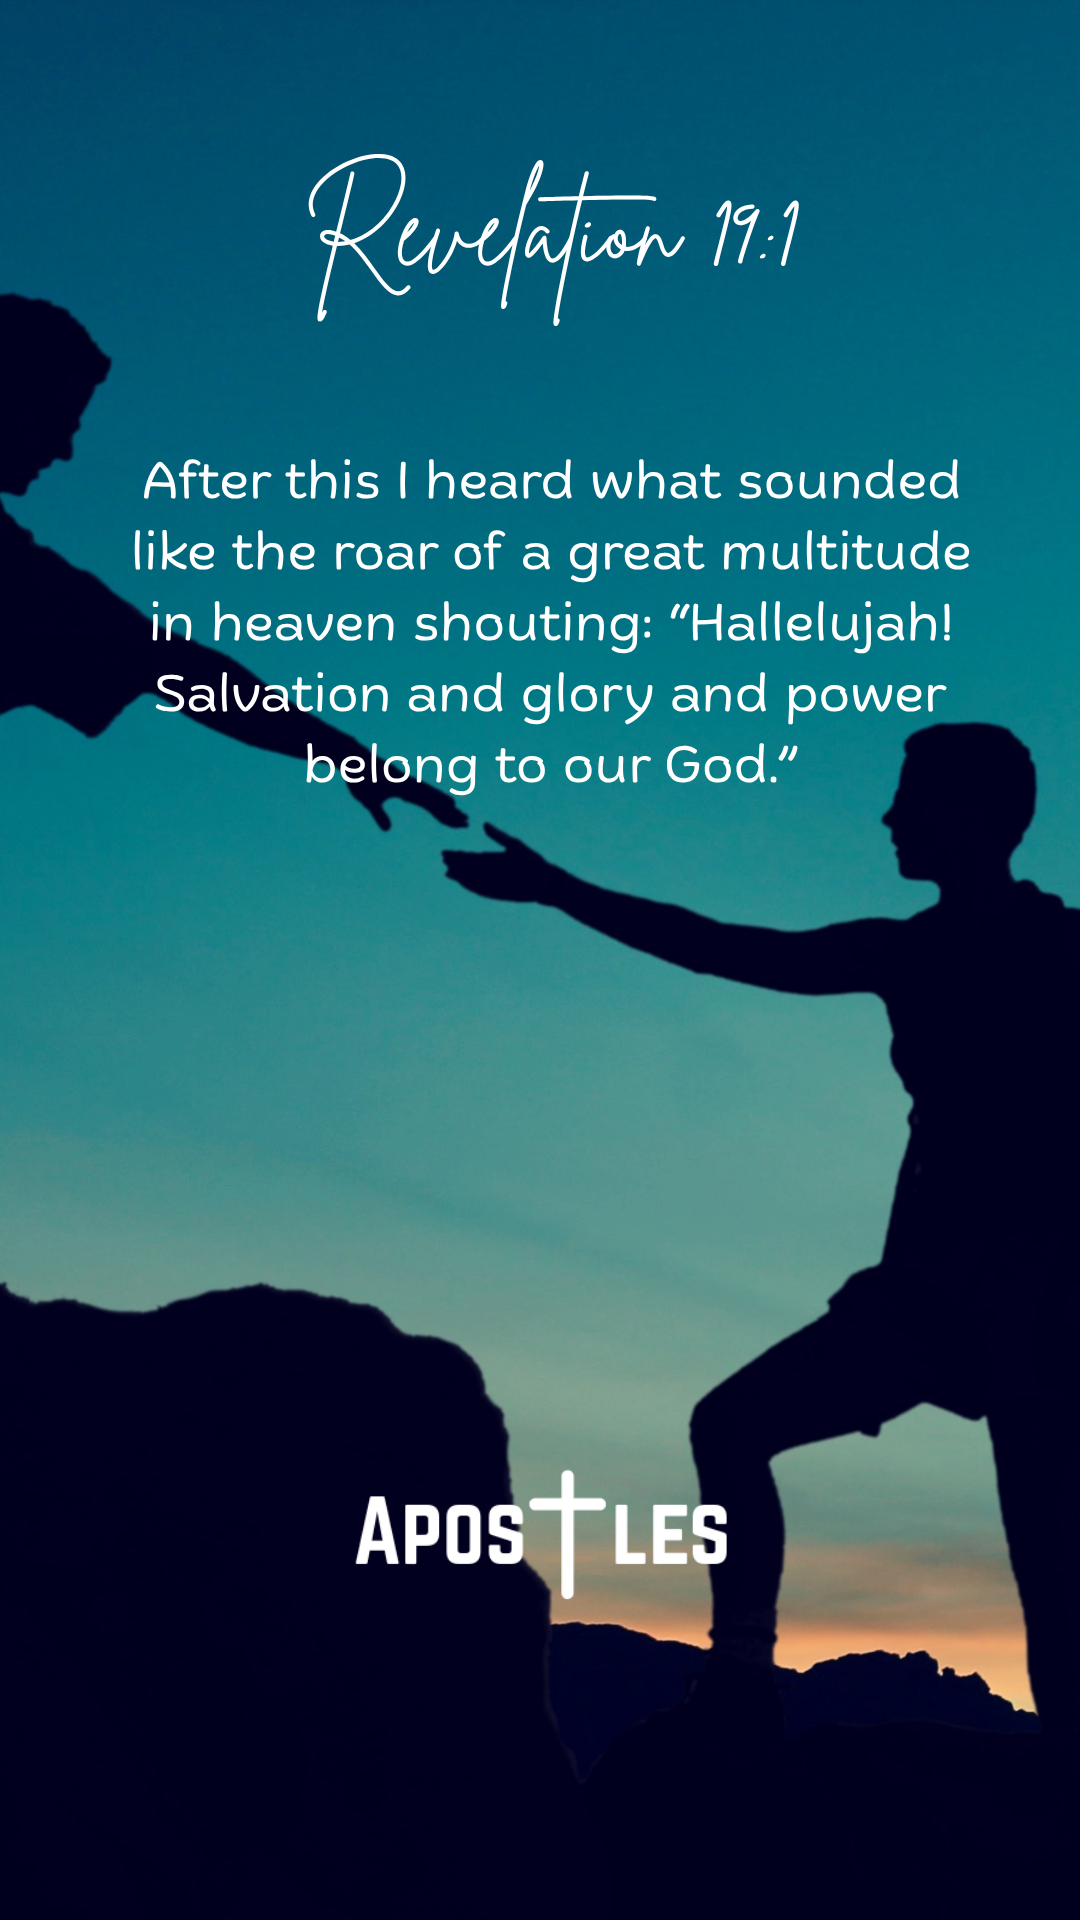 Revelation 19:1
After this I heard what sounded
like the roar of a great multitude
in heaven shouting: “Hallelujah!
Salvation and glory and power
belong to our God.”
APOSTLES